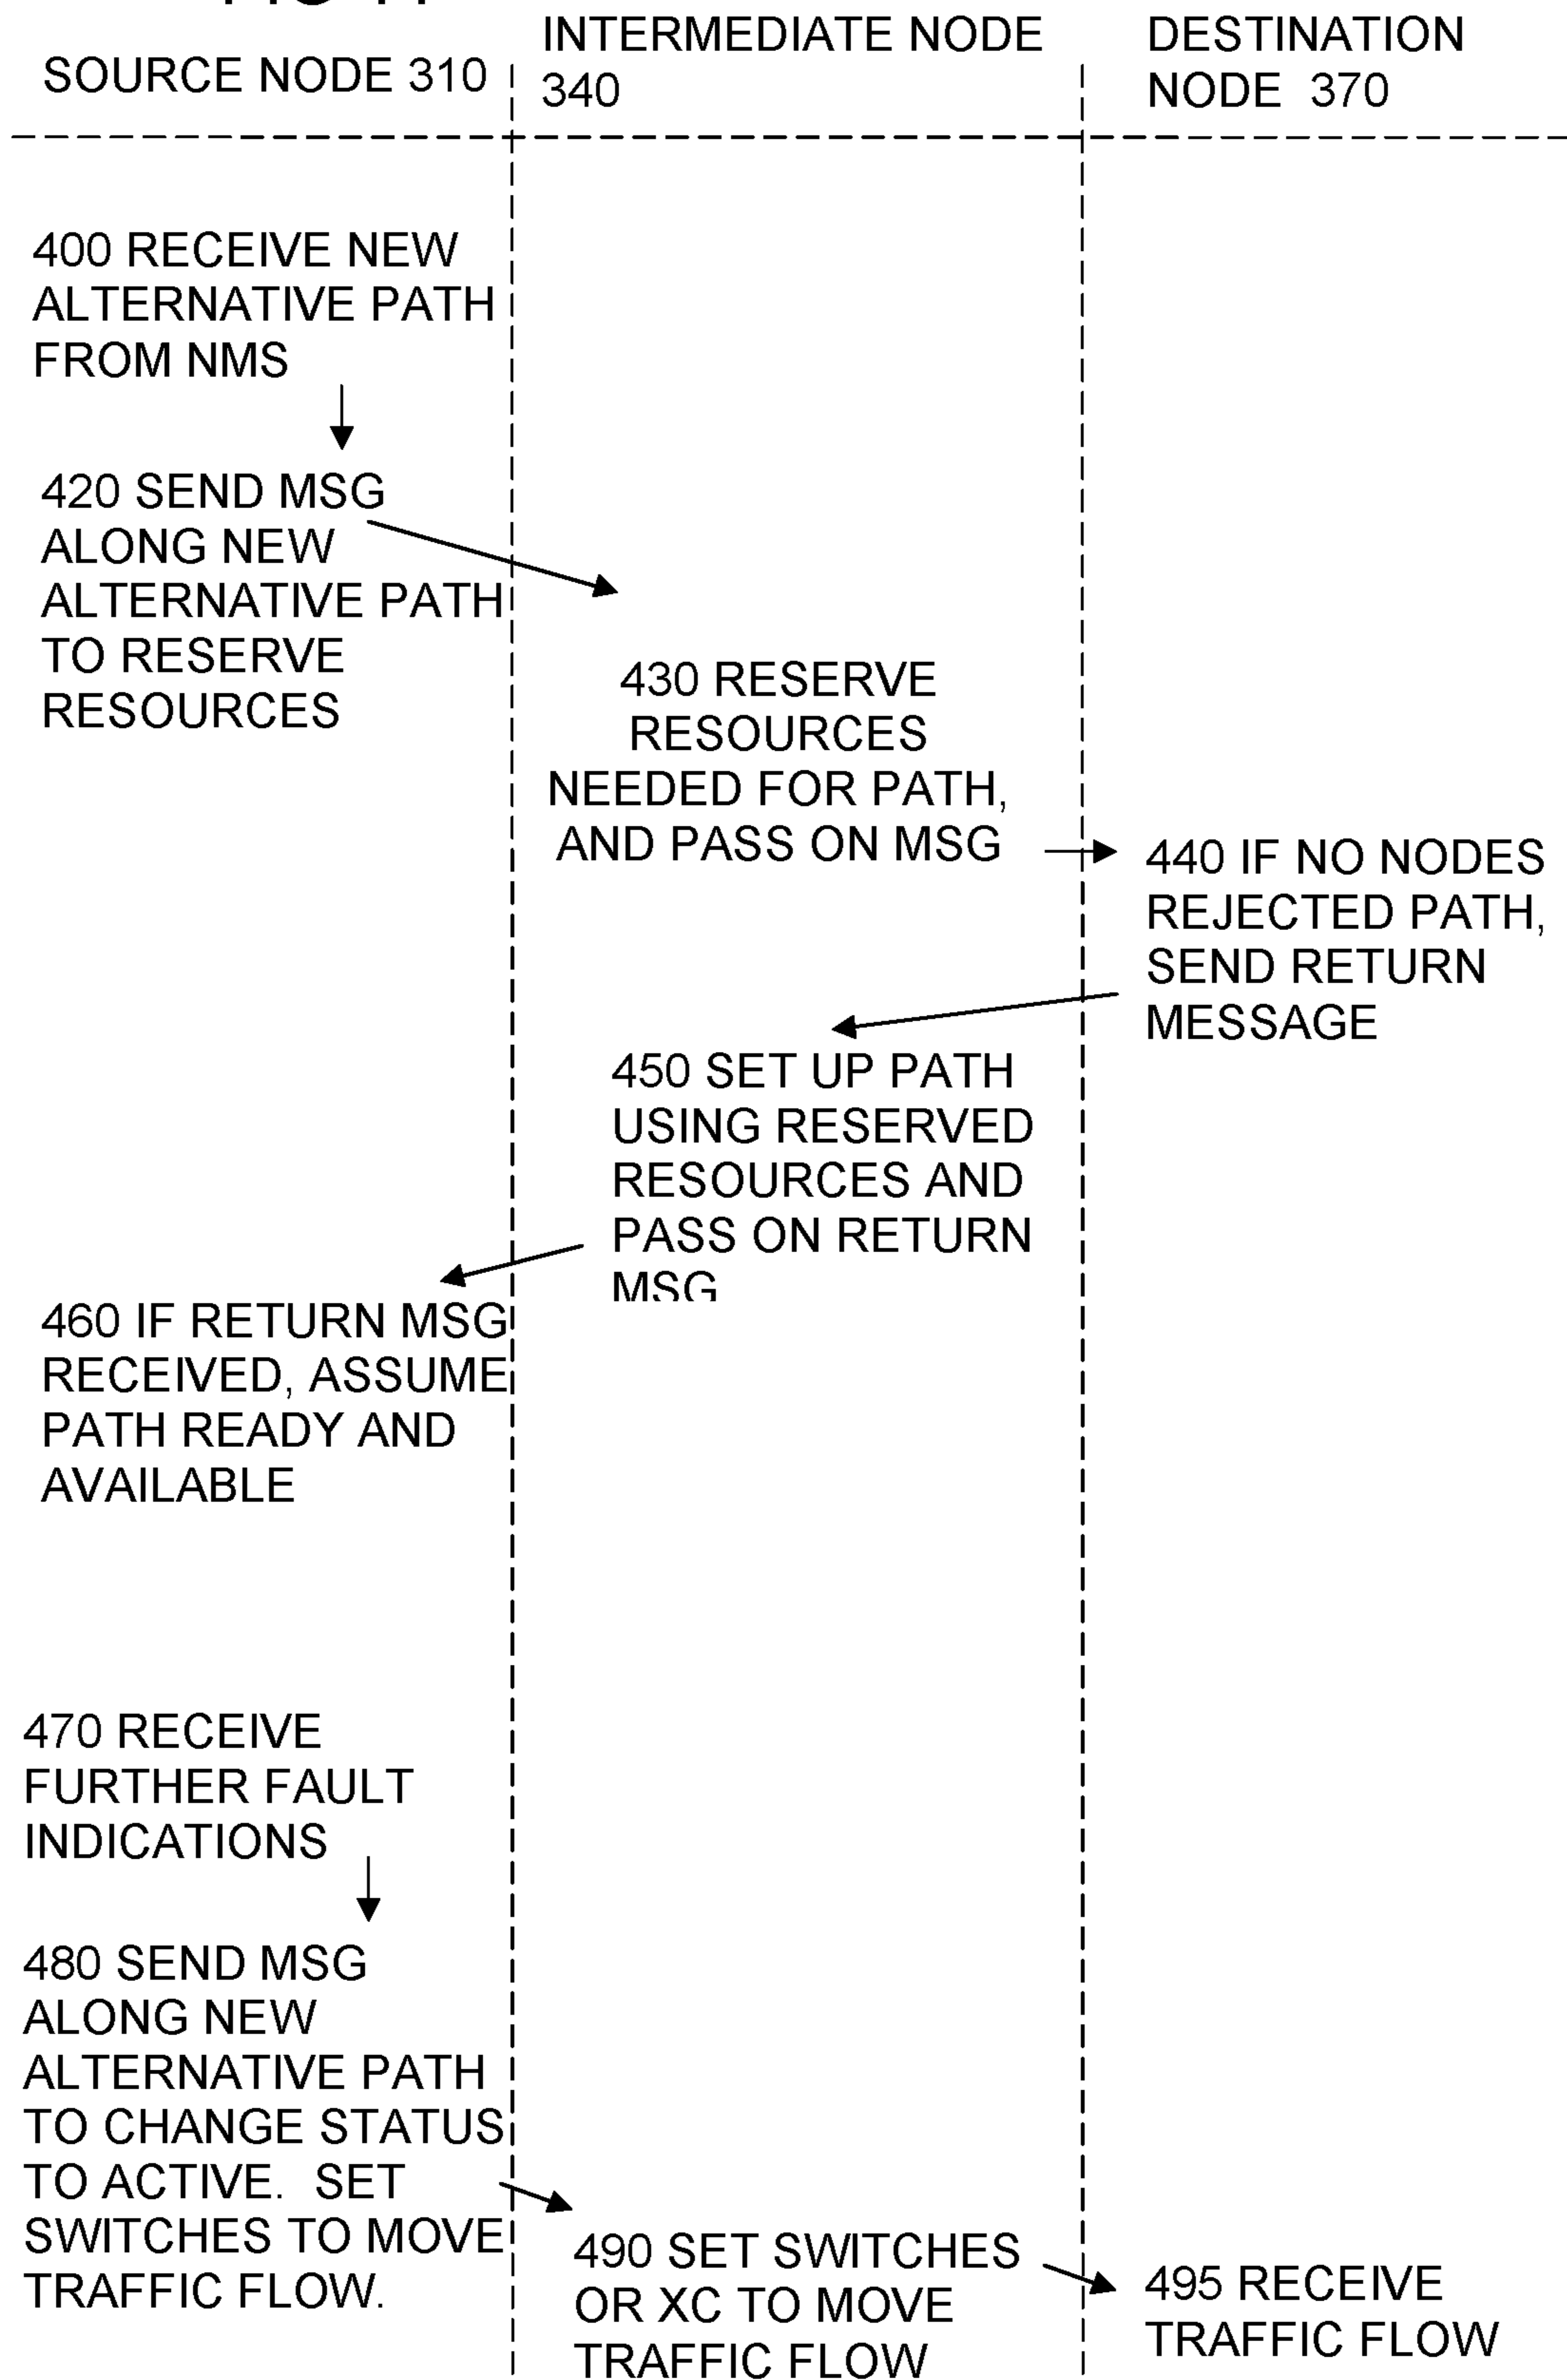 SOURCE NODE 310
INTERMEDIATE NODE
340
DESTINATION
NODE 370
400 RECEIVE NEW
ALTERNATIVE PATH
FROM NMS
420 SEND MSG
ALONG NEW
ALTERNATIVE PATH
TO RESERVE
RESOURCES
430 RESERVE
RESOURCES
NEEDED FOR PATH,
AND PASS ON MSG
440 IF NO NODES
REJECTED PATH,
SEND RETURN
MESSAGE
450 SET UP PATH
USING RESERVED
RESOURCES AND
PASS ON RETURN
MSG
460 IF RETURN MSG
RECEIVED, ASSUME
PATH READY AND
AVAILABLE
470 RECEIVE
FURTHER FAULT
INDICATIONS
480 SEND MSG
ALONG NEW
ALTERNATIVE PATH
TO CHANGE STATUS
TO ACTIVE. SET
SWITCHES TO MOVE
TRAFFIC FLOW.
490 SET SWITCHES
OR XC TO MOVE
TRAFFIC FLOW
495 RECEIVE
TRAFFIC FLOW